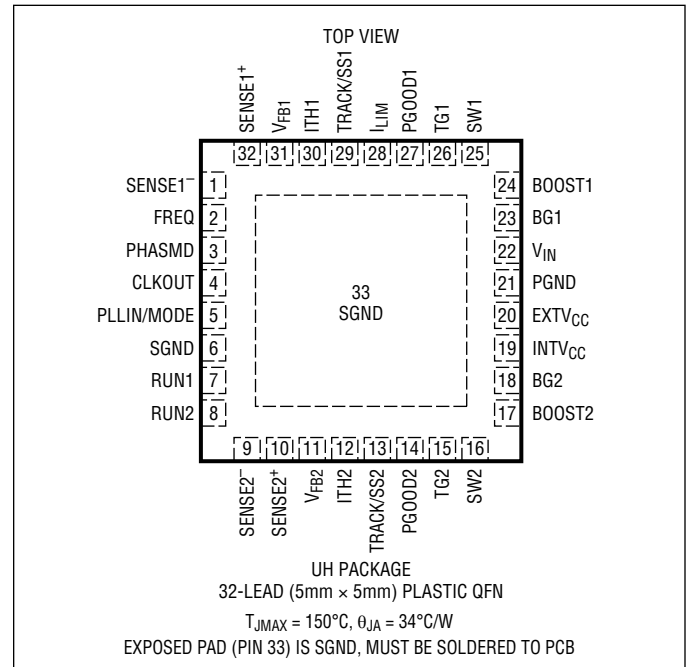 TOP VIEW
SENSE1+
VFB1
ITH1
TRACK/SS1
ILIM
PGOOD1
TG1
SW1
32 31 30 29 28 27 26 25
SENSE1– 1
FREQ 2
PHASMD 3
CLKOUT 4
PLLIN/MODE 5
SGND 6
RUN1 7
RUN2 8
33
SGND
24 BOOST1
23 BG1
22 VIN
21 PGND
20 EXTVCC
19 INTVCC
18 BG2
17 BOOST2
9 10 11 12 13 14 15 16
SENSE2–
SENSE2+
VFB2
ITH2
TRACK/SS2
PGOOD2
TG2
SW2
UH PACKAGE
32-LEAD (5mm × 5mm) PLASTIC QFN
TJMAX = 150°C, θJA = 34°C/W
EXPOSED PAD (PIN 33) IS SGND, MUST BE SOLDERED TO PCB